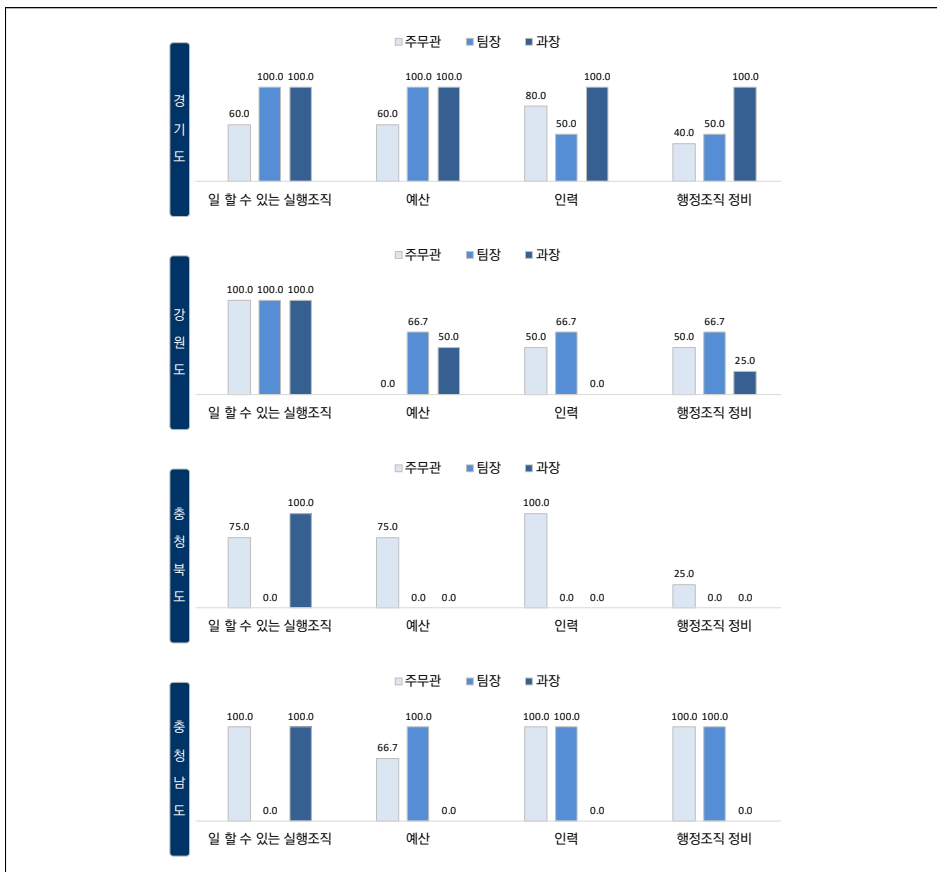 경기도
주무관 팀장 과장
60.0 100.0 100.0 60.0 100.0 100.0 80.0 50.0 100.0 40.0 50.0 100.0
일 할 수 있는 실행조직 예산 인력 행정조직 정비
강원도
주무관 팀장 과장
100.0 100.0 100.0 0.0 66.7 50.0 50.0 66.7 0.0 50.0 66.7 25.0
일 할 수 있는 실행조직 예산 인력 행정조직 정비
충청북도
주무관 팀장 과장
75.0 0.0 100.0 75.0 0.0 0.0 100.0 0.0 0.0 25.0 0.0 0.0
일 할 수 있는 실행조직 예산 인력 행정조직 정비
충청남도
주무관 팀장 과장
100.0 0.0 100.0 66.7 100.0 0.0 100.0 100.0 0.0 100.0 100.0 0.0
일 할 수 있는 실행조직 예산 인력 행정조직 정비